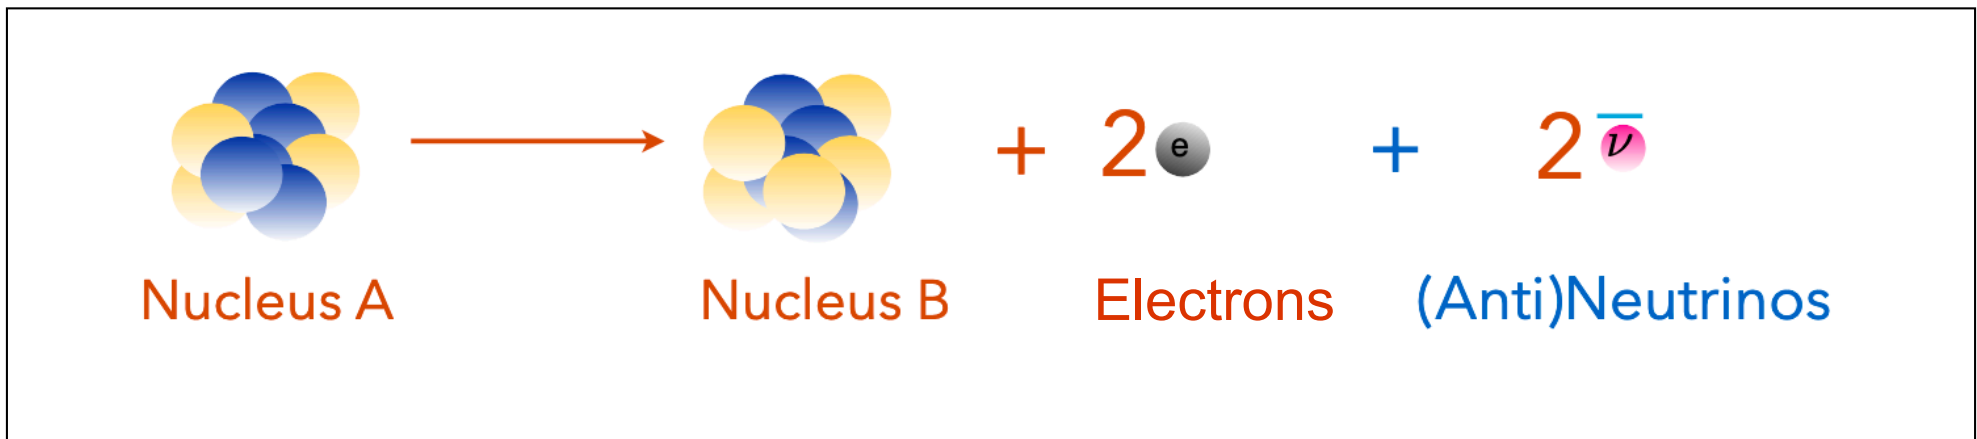 + 2 e + 2 ν̅
Nucleus A Nucleus B Electrons (Anti)Neutrinos